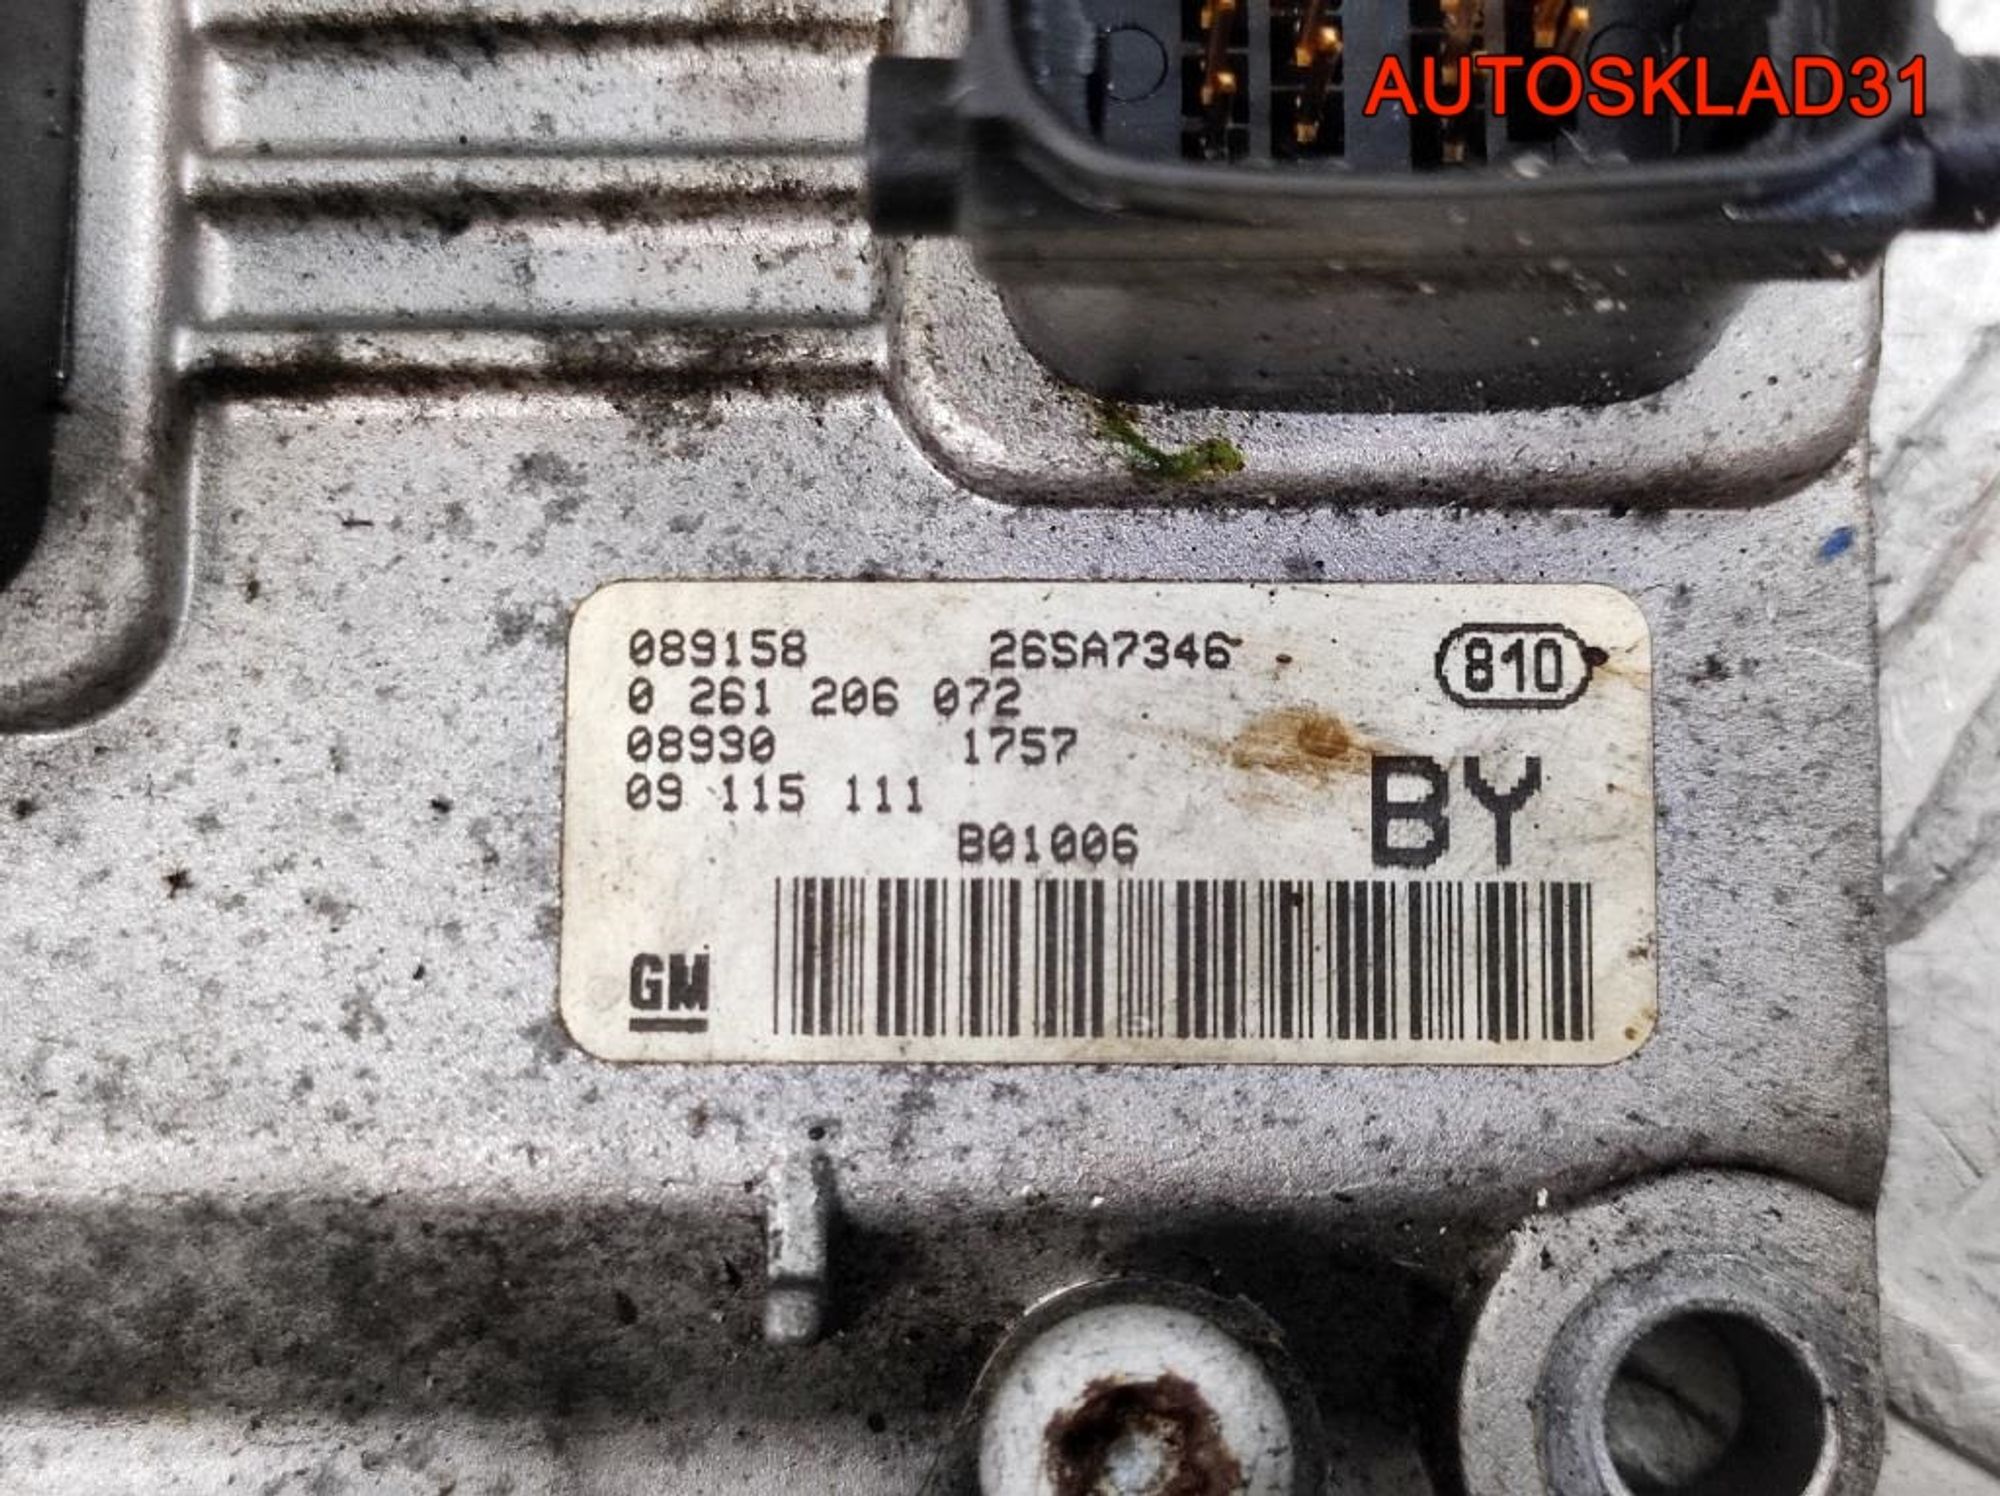 AUTOSKLAD31
089158 26SA7346 810
0 261 206 072
08930 1757
09 115 111 BY
B01006
GM